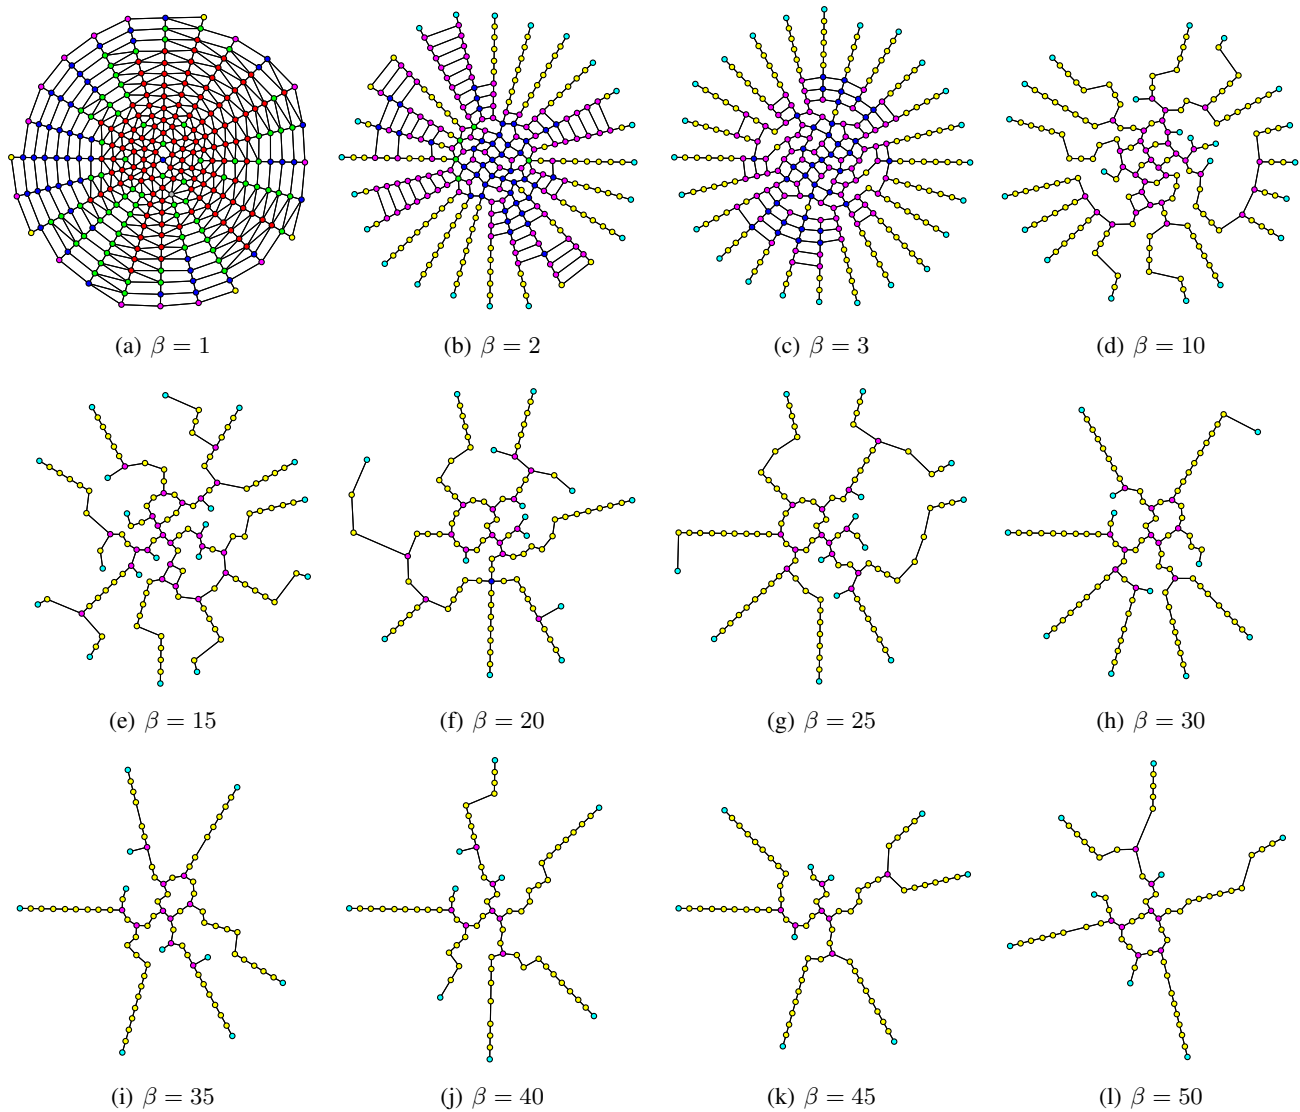 (a) β = 1
(b) β = 2
(c) β = 3
(d) β = 10
(e) β = 15
(f) β = 20
(g) β = 25
(h) β = 30
(i) β = 35
(j) β = 40
(k) β = 45
(l) β = 50